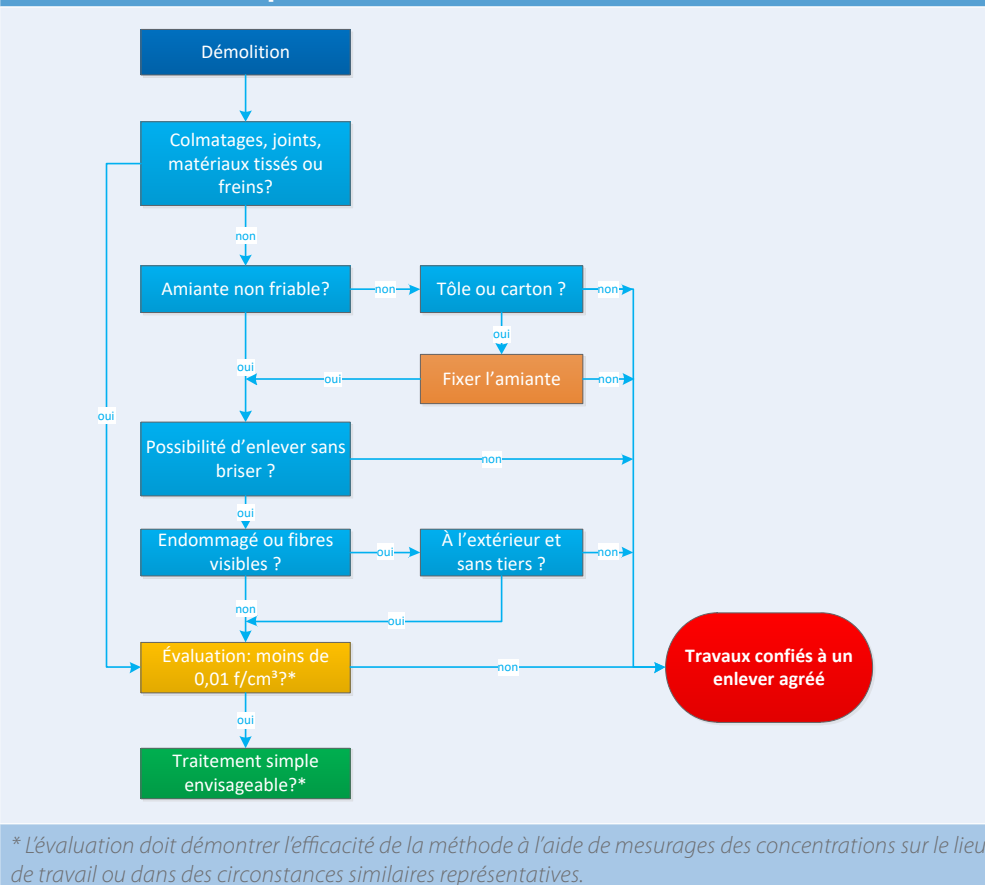 Démolition
Colmatages, joints,
matériaux tissés ou
freins?
non
Amiante non friable?
non
Tôle ou carton ?
non
oui
oui
oui
Fixer l'amiante
non
oui
Possibilité d'enlever sans
briser ?
non
oui
Endommagé ou fibres
visibles ?
oui
À l'extérieur et
sans tiers ?
non
non
oui
Évaluation: moins de
0,01 f/cm³?*
non
Travaux confiés à un
enlever agréé
oui
Traitement simple
envisageable?*
* L'évaluation doit démontrer l'efficacité de la méthode à l'aide de mesurages des concentrations sur le lieu
de travail ou dans des circonstances similaires représentatives.